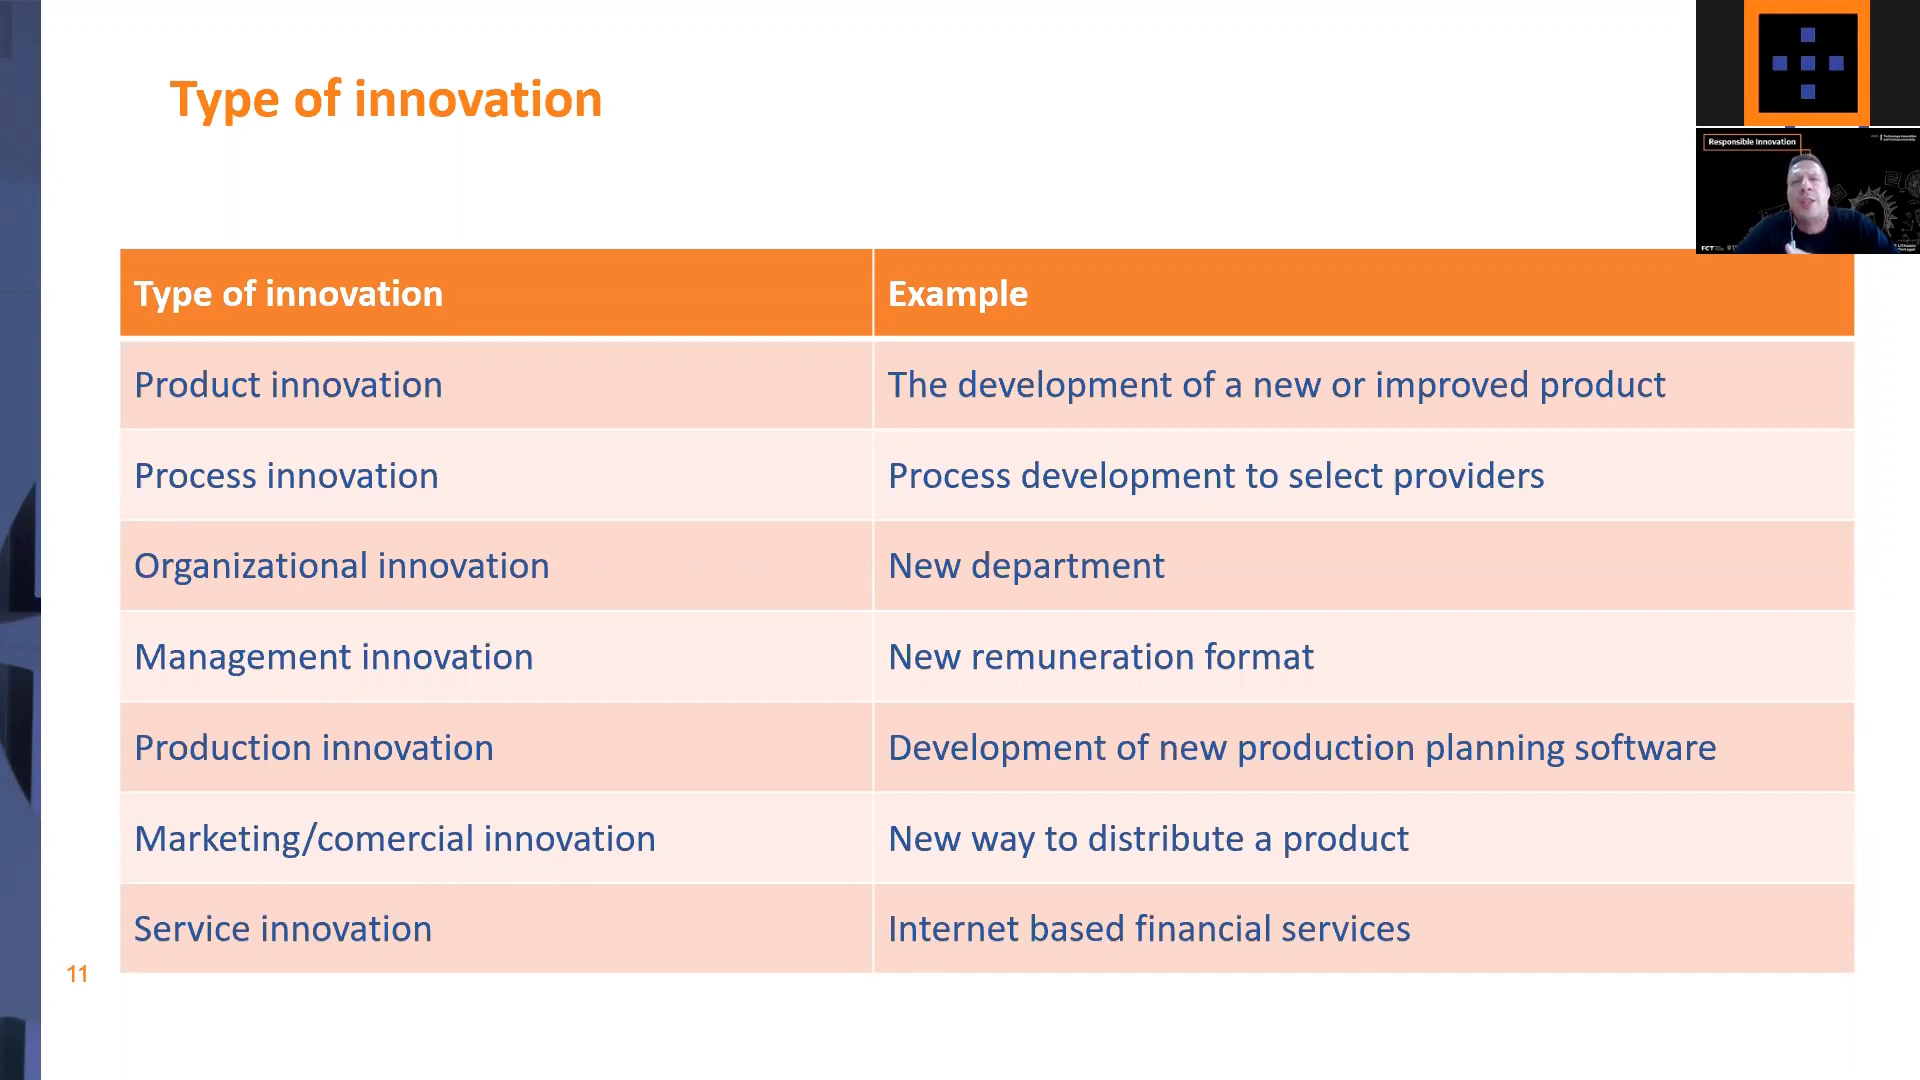 Type of innovation
Responsible Innovation
Type of innovation Example
Product innovation The development of a new or improved product
Process innovation Process development to select providers
Organizational innovation New department
Management innovation New remuneration format
Production innovation Development of new production planning software
Marketing/comercial innovation New way to distribute a product
Service innovation Internet based financial services
FCT
11